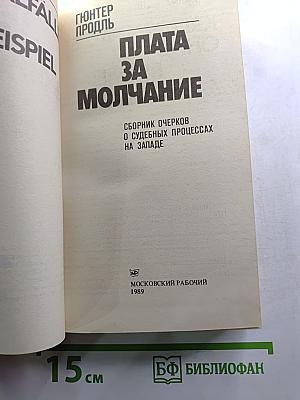 ГЮНТЕР
ПРОДЛЬ
ПЛАТА
ЗА
МОЛЧАНИЕ
СБОРНИК ОЧЕРКОВ
О СУДЕБНЫХ ПРОЦЕССАХ
НА ЗАПАДЕ
МОСКОВСКИЙ РАБОЧИЙ
1989
EISPIEL
15 см
БФ БИБЛИОФАН